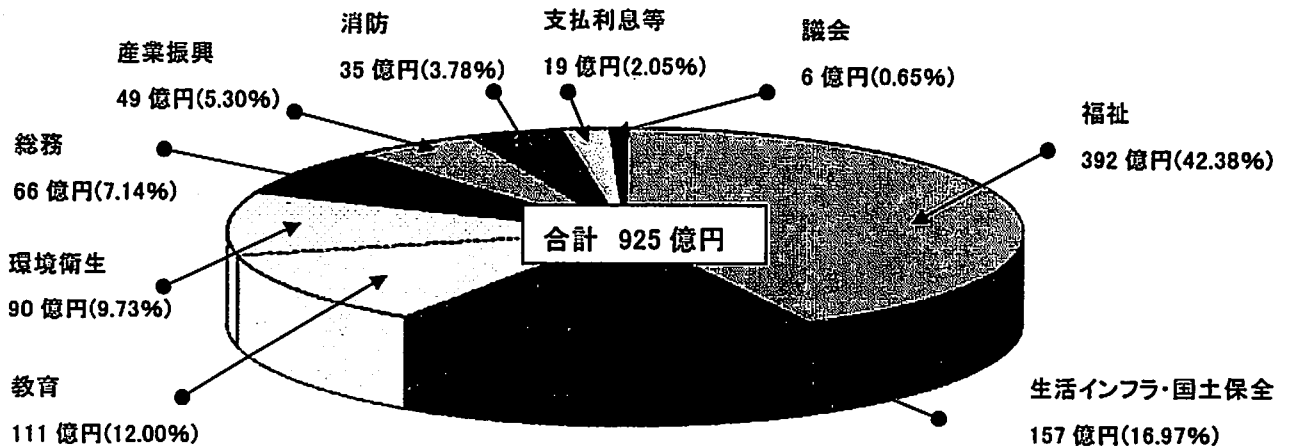 消防
35 億円(3.78%)
支払利息等
19 億円(2.05%)
議会
6 億円(0.65%)
産業振興
49 億円(5.30%)
福祉
392 億円(42.38%)
総務
66 億円(7.14%)
合計 925 億円
環境衛生
90 億円(9.73%)
教育
111 億円(12.00%)
生活インフラ・国土保全
157 億円(16.97%)